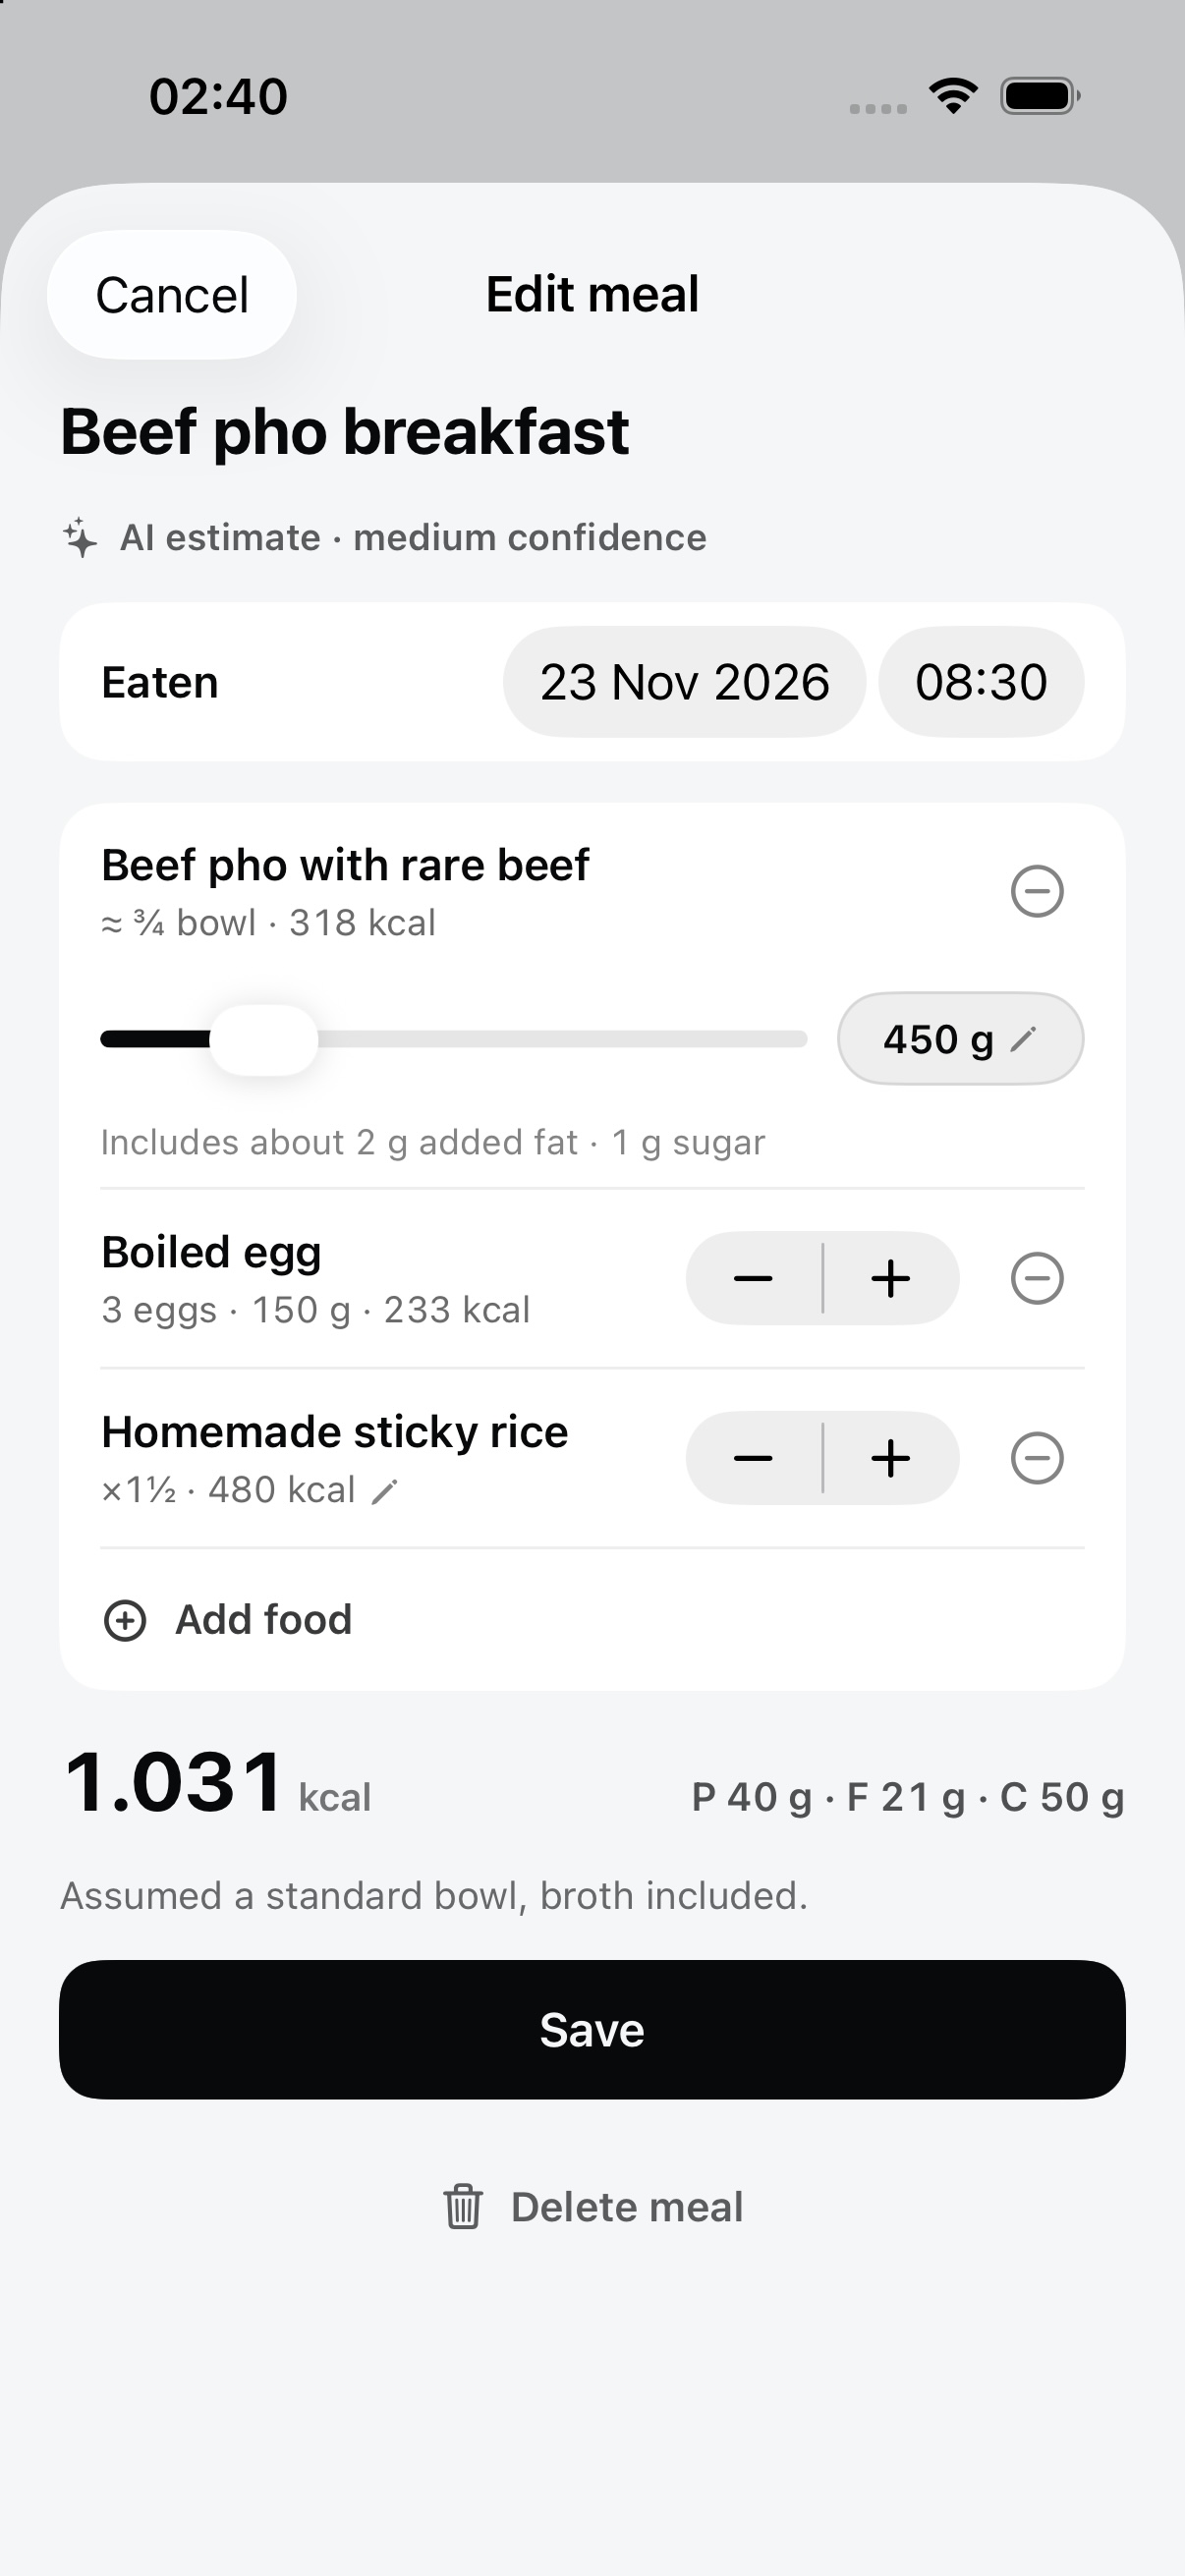 02:40
Cancel
Edit meal
Beef pho breakfast
AI estimate · medium confidence
Eaten
23 Nov 2026
08:30
Beef pho with rare beef
≈ ¾ bowl · 318 kcal
450 g
Includes about 2 g added fat · 1 g sugar
Boiled egg
3 eggs · 150 g · 233 kcal
Homemade sticky rice
×1½ · 480 kcal
Add food
1.031 kcal
P 40 g · F 21 g · C 50 g
Assumed a standard bowl, broth included.
Save
Delete meal